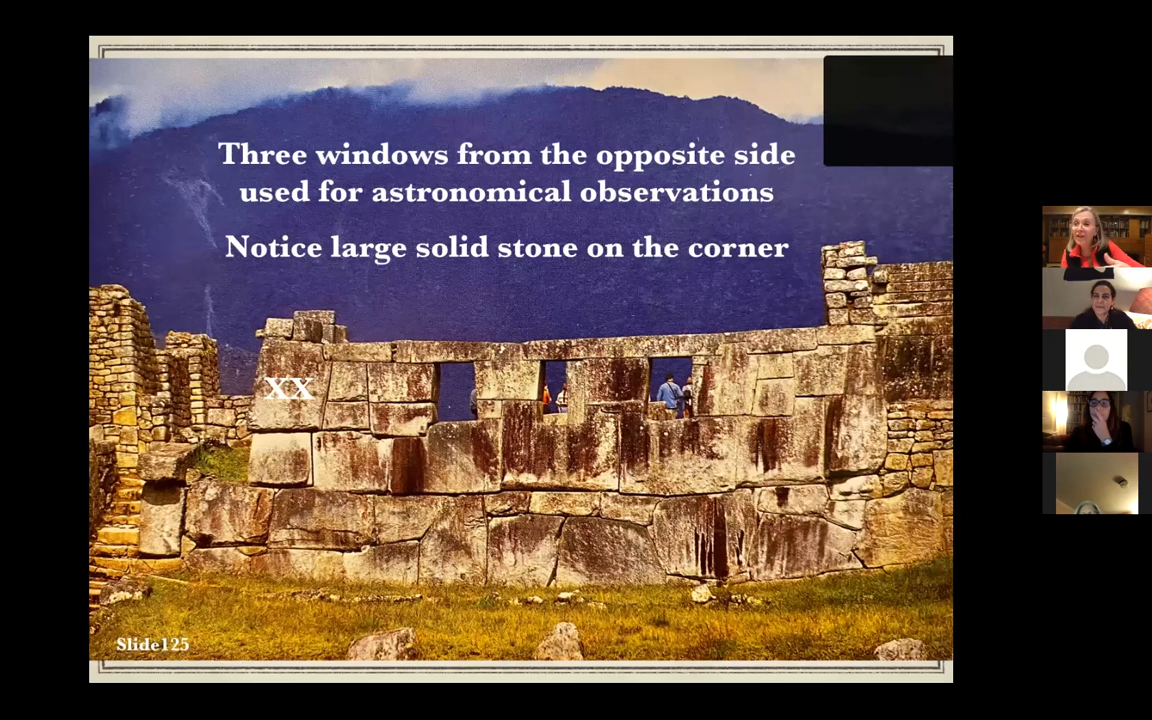 Three windows from the opposite side
used for astronomical observations
Notice large solid stone on the corner
XX
Slide125